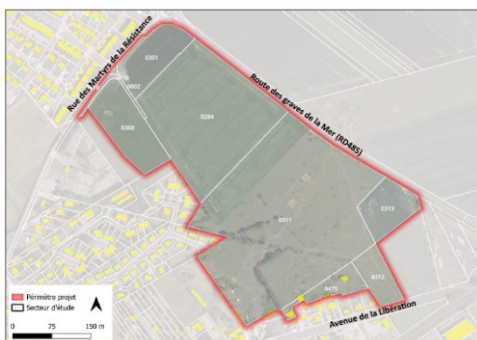 Rue des Martyrs de la Résistance
0301
0002
0284
Route des graves de la Mer (RD485)
0300
0311
0313
0312
Avenue de la Libération
Périmètre projet
Secteur d'étude
0 75 150 m